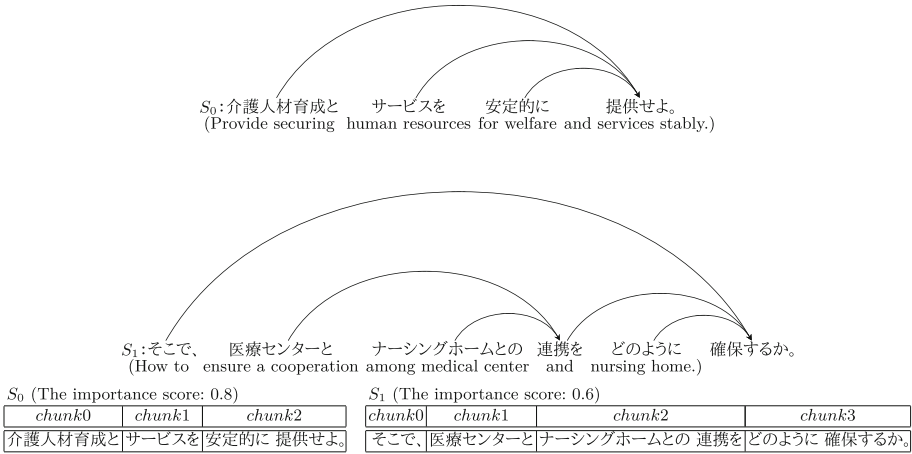 S0:介護人材育成と サービスを 安定的に 提供せよ。
(Provide securing human resources for welfare and services stably.)
S1:そこで、 医療センターと ナーシングホームとの 連携を どのように 確保するか。
(How to ensure a cooperation among medical center and nursing home.)
S0 (The importance score: 0.8)
chunk0 chunk1 chunk2
介護人材育成と サービスを 安定的に 提供せよ。
S1 (The importance score: 0.6)
chunk0 chunk1 chunk2 chunk3
そこで、 医療センターと ナーシングホームとの 連携を どのように 確保するか。